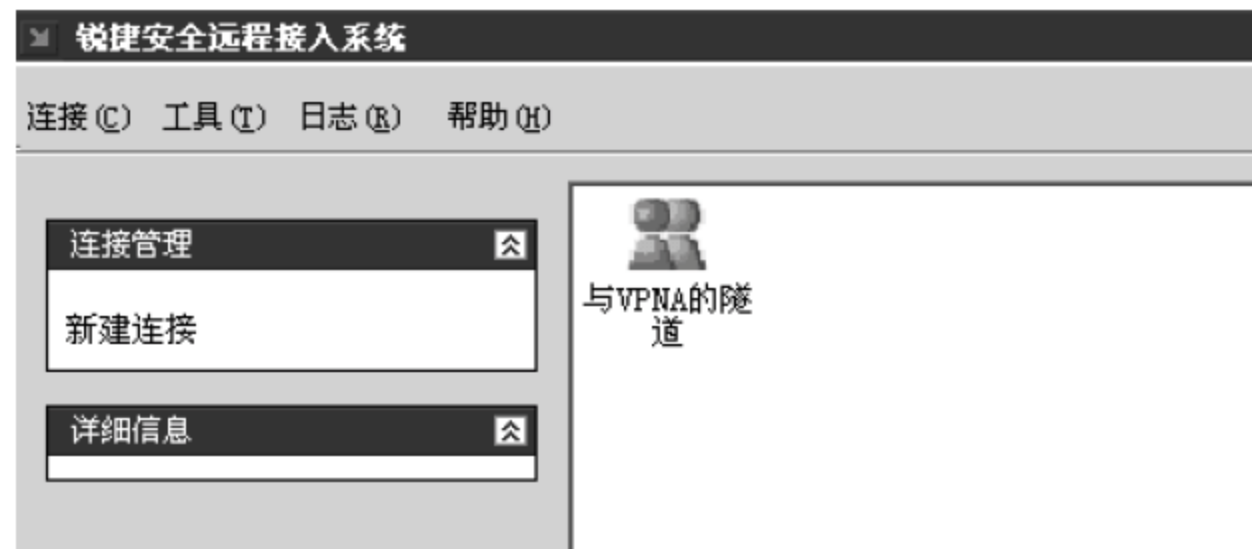 锐捷安全远程接入系统
连接(C) 工具(T) 日志(R) 帮助(H)
连接管理
新建连接
详细信息
与VPNA的隧
道